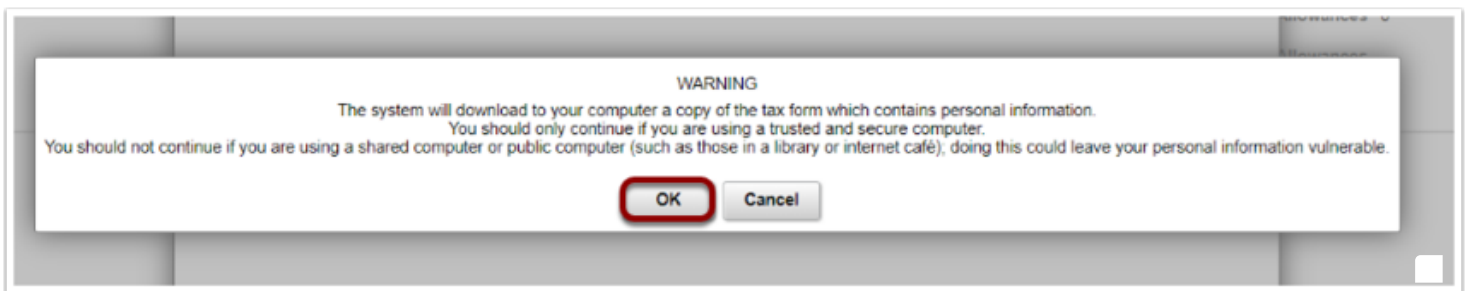 Allowances
WARNING
The system will download to your computer a copy of the tax form which contains personal information.
You should only continue if you are using a trusted and secure computer.
You should not continue if you are using a shared computer or public computer (such as those in a library or internet café); doing this could leave your personal information vulnerable.
OK Cancel